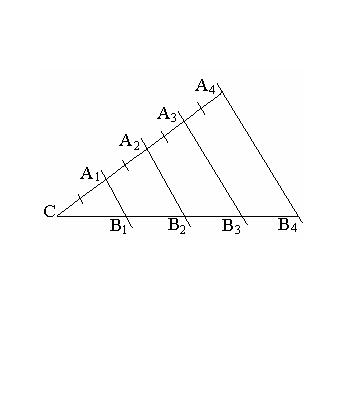 A₄
A₃
A₂
A₁
C
B₁ B₂ B₃ B₄